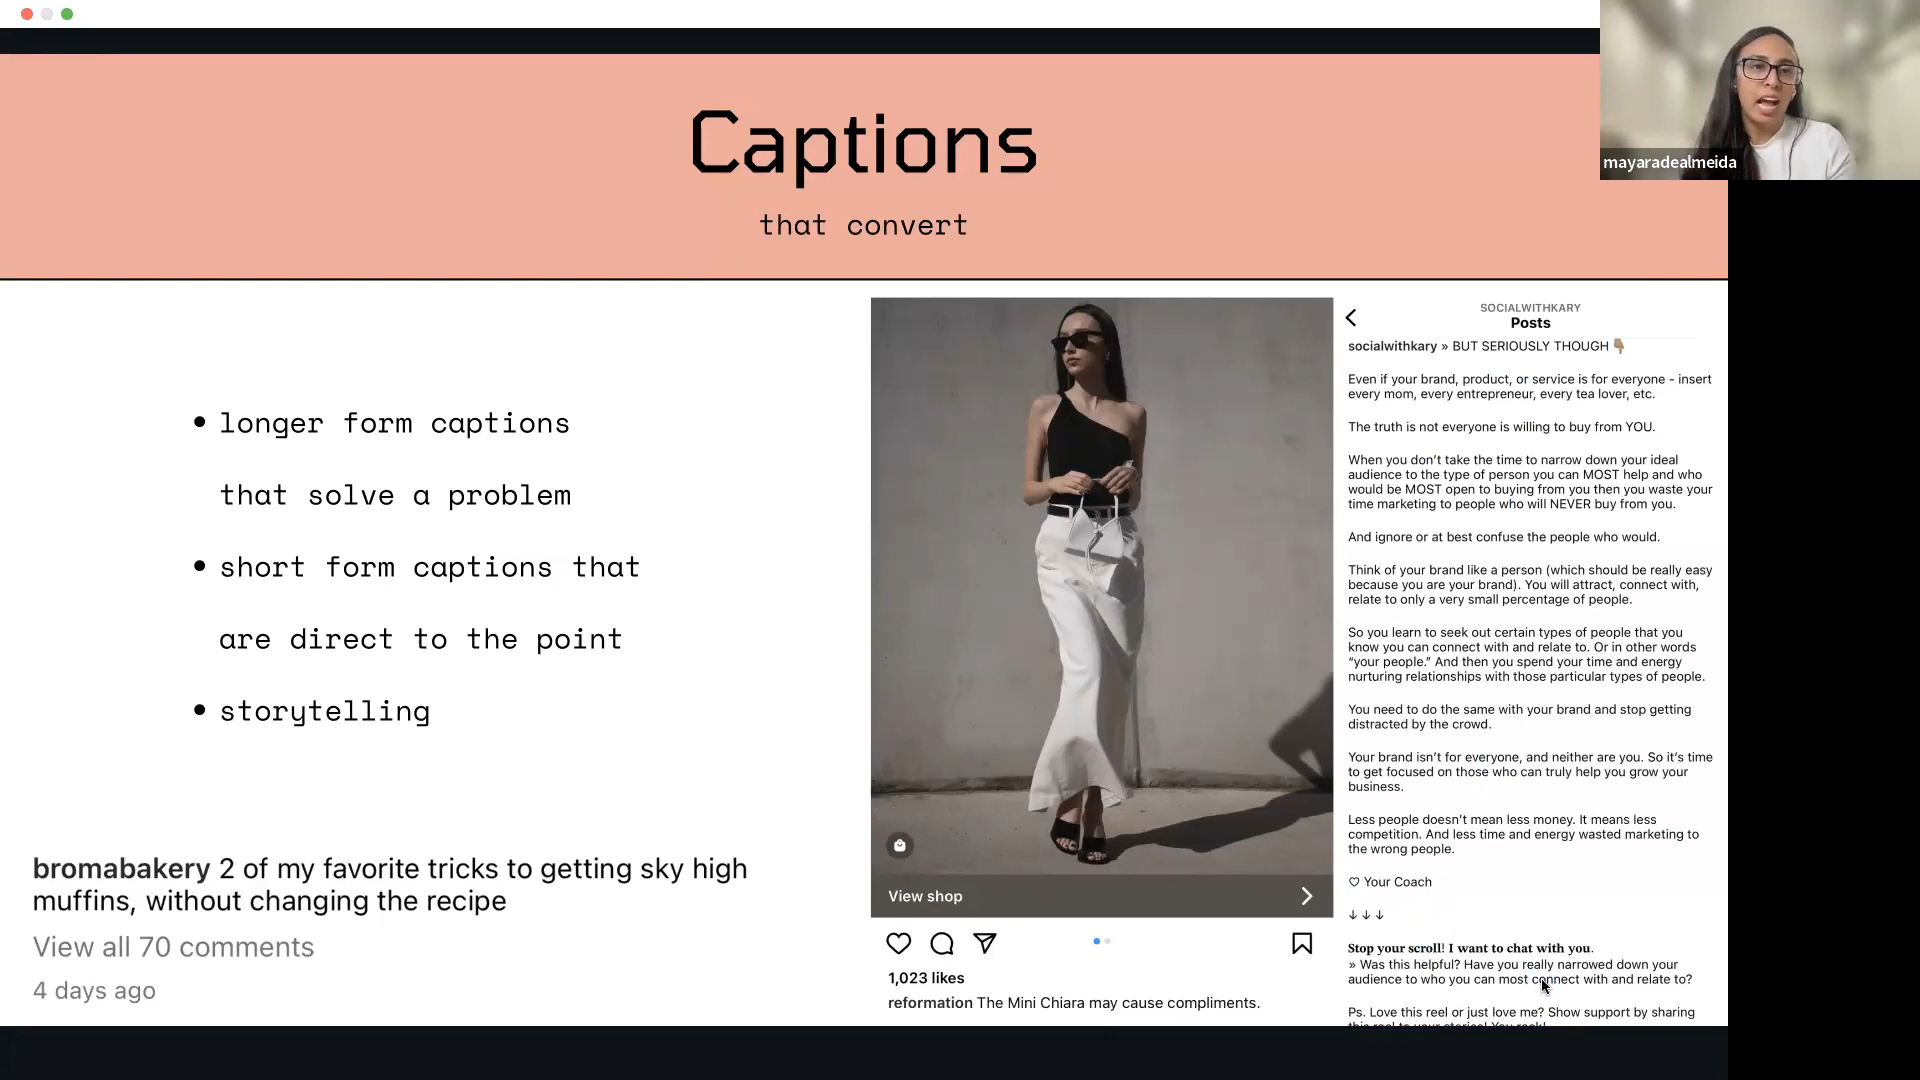 mayaradealmeida
Captions
that convert
• longer form captions
that solve a problem
• short form captions that
are direct to the point
• storytelling
bromabakery 2 of my favorite tricks to getting sky high
muffins, without changing the recipe
View all 70 comments
4 days ago
View shop
1,023 likes
reformation The Mini Chiara may cause compliments.
SOCIALWITHKARY
Posts
socialwithkary » BUT SERIOUSLY THOUGH 👇🏽
Even if your brand, product, or service is for everyone - insert
every mom, every entrepreneur, every tea lover, etc.
The truth is not everyone is willing to buy from YOU.
When you don’t take the time to narrow down your ideal
audience to the type of person you can MOST help and who
would be MOST open to buying from you then you waste your
time marketing to people who will NEVER buy from you.
And ignore or at best confuse the people who would.
Think of your brand like a person (which should be really easy
because you are your brand). You will attract, connect with,
relate to only a very small percentage of people.
So you learn to seek out certain types of people that you
know you can connect with and relate to. Or in other words
“your people.” And then you spend your time and energy
nurturing relationships with those particular types of people.
You need to do the same with your brand and stop getting
distracted by the crowd.
Your brand isn’t for everyone, and neither are you. So it’s time
to get focused on those who can truly help you grow your
business.
Less people doesn’t mean less money. It means less
competition. And less time and energy wasted marketing to
the wrong people.
♡ Your Coach
↓ ↓ ↓
Stop your scroll! I want to chat with you.
» Was this helpful? Have you really narrowed down your
audience to who you can most connect with and relate to?
Ps. Love this reel or just love me? Show support by sharing
this reel to your stories! You rock!